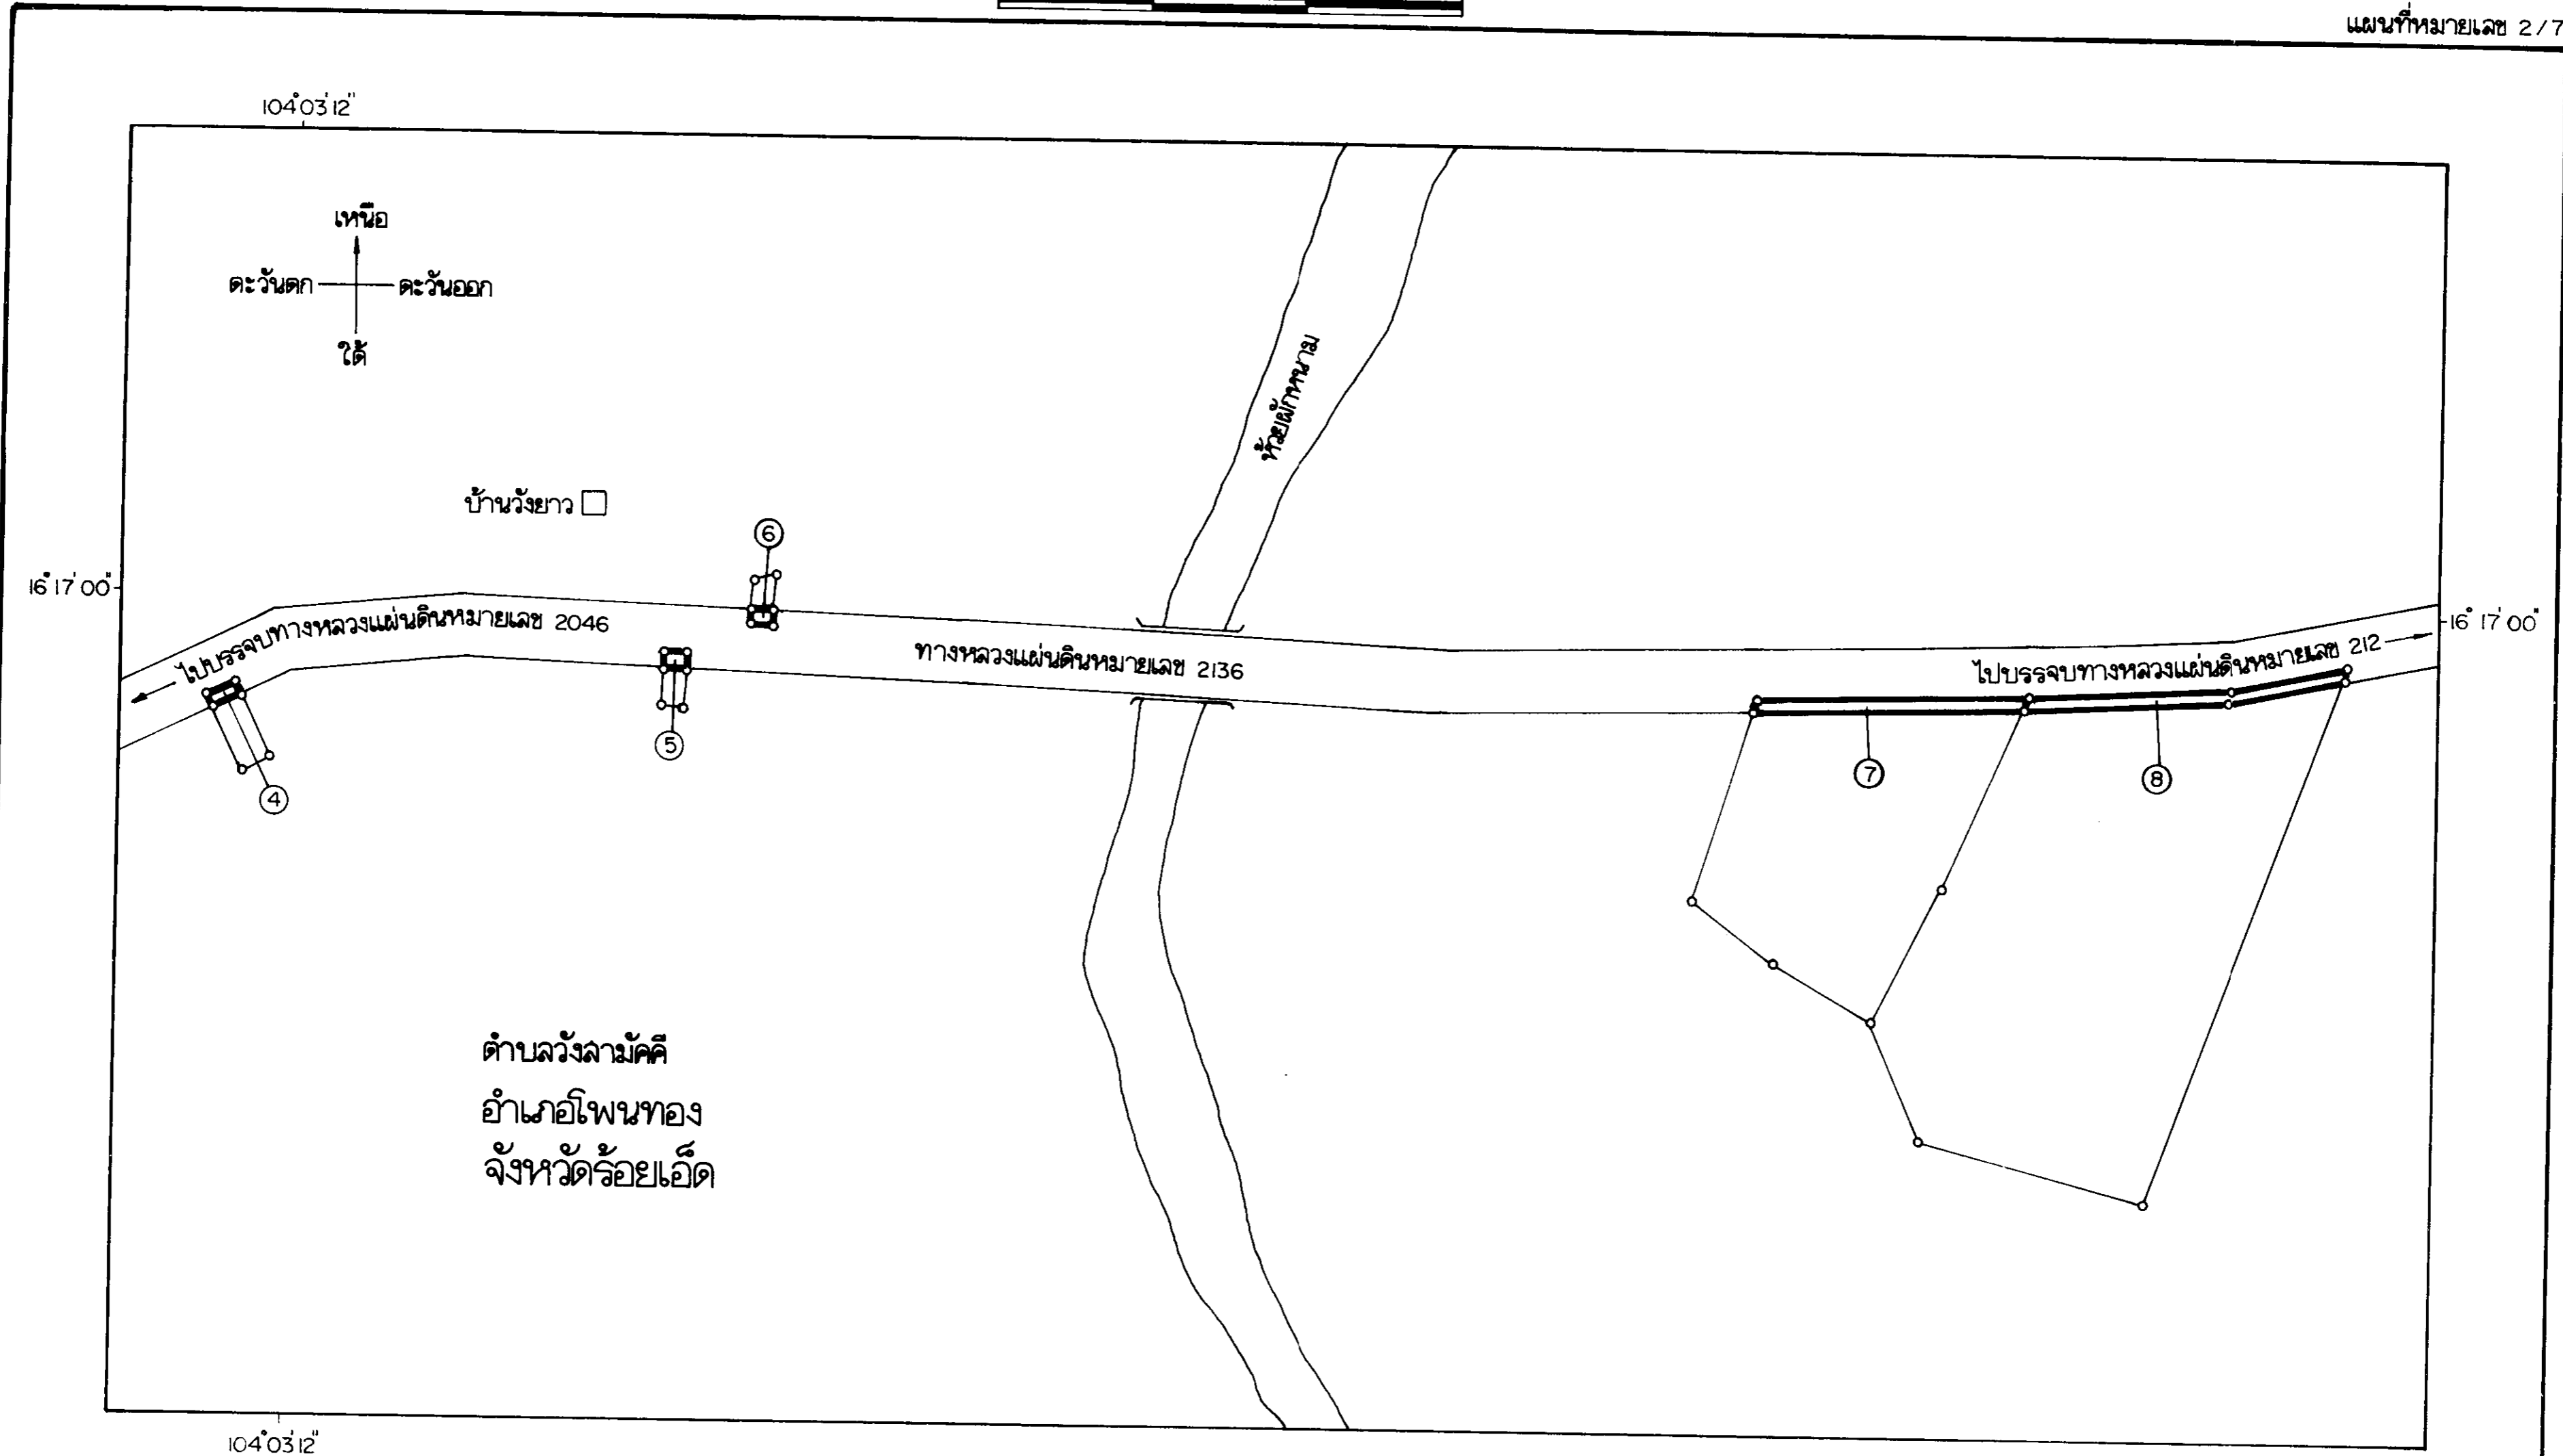 แผนที่หมายเลข 2/7
104°03'12"
เหนือ
ตะวันตก
ตะวันออก
ใต้
ห้วยผักหนาม
บ้านวังยาว
6
16°17'00"
16°17'00"
ไปบรรจบทางหลวงแผ่นดินหมายเลข 2046
ทางหลวงแผ่นดินหมายเลข 2136
ไปบรรจบทางหลวงแผ่นดินหมายเลข 212
5
7
8
4
ตำบลวังสามัคคี
อำเภอโพนทอง
จังหวัดร้อยเอ็ด
104°03'12"